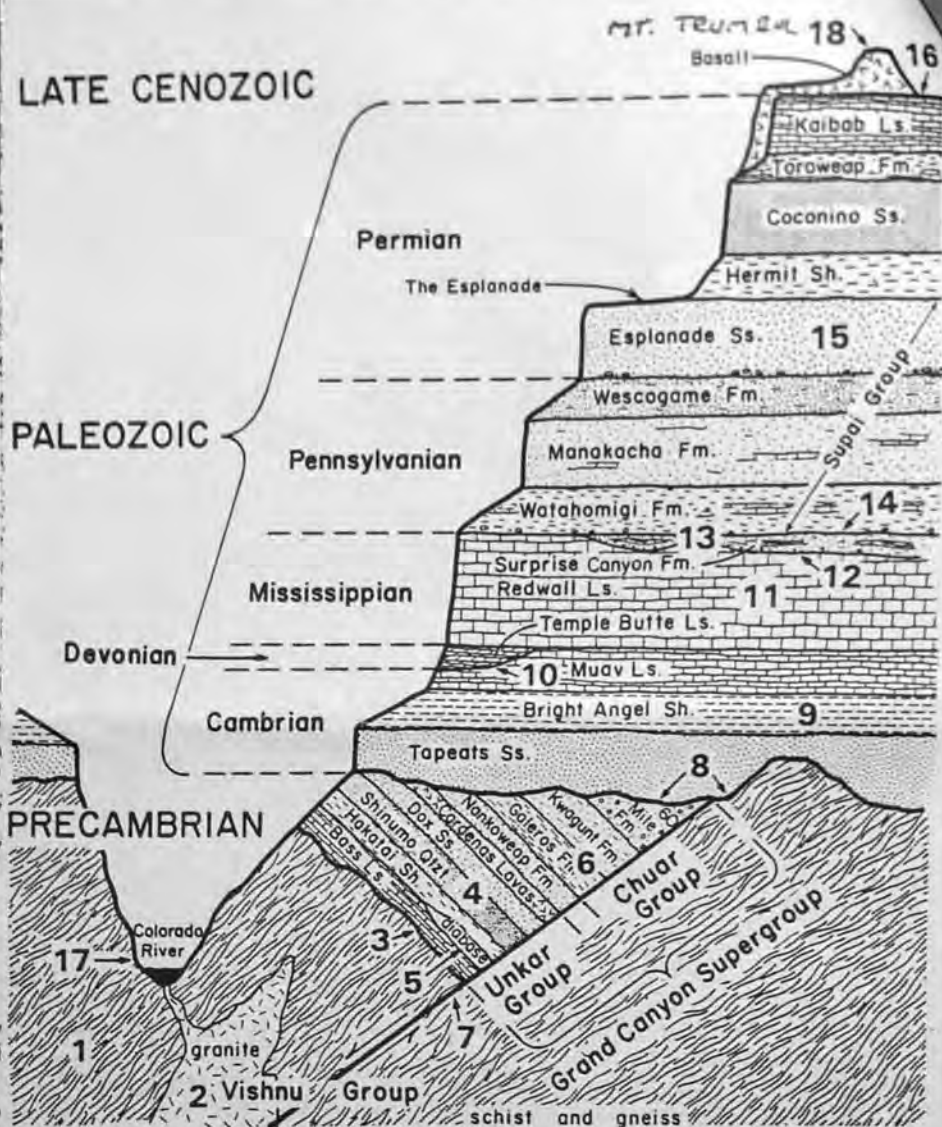 MT. TRUMBUL
18
Basalt
16
LATE CENOZOIC
Kaibab Ls.
Toroweap Fm.
Coconino Ss.
Permian
Hermit Sh.
The Esplanade
Esplanade Ss. 15
Wescogame Fm.
PALEOZOIC
Supai Group
Manakacha Fm.
Pennsylvanian
Watahomigi Fm.
14
13
Surprise Canyon Fm.
12
Redwall Ls.
11
Mississippian
Temple Butte Ls.
Devonian
10
Muav Ls.
Bright Angel Sh. 9
Cambrian
Tapeats Ss.
8
PRECAMBRIAN
Sixty Mile Fm.
Kwagunt Fm.
Galeros Fm.
Nankoweap Fm.
Cardenas Lavas
Dox Ss.
Shinumo Qtzt
Hakatai Sh.
Bass Ls.
diabase
6
4
3
5
7
Chuar Group
Unkar Group
Grand Canyon Supergroup
Colorado River
17
1
granite
2
Vishnu Group
schist and gneiss